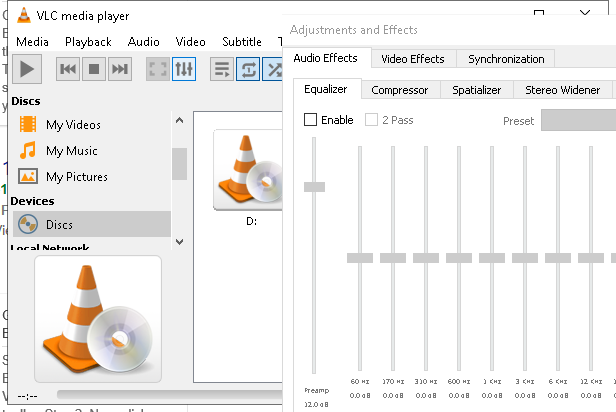 VLC media player
Media Playback Audio Video Subtitle T
Discs
My Videos
My Music
My Pictures
Devices
Discs
Local Network
D:
--:--
Adjustments and Effects
Audio Effects Video Effects Synchronization
Equalizer Compressor Spatializer Stereo Widener
Enable 2 Pass Preset
Preamp 60 Hz 170 Hz 310 Hz 600 Hz 1 KHz 3 KHz 6 KHz 12 KHz
12.0 dB 0.0 dB 0.0 dB 0.0 dB 0.0 dB 0.0 dB 0.0 dB 0.0 dB 0.0 dB